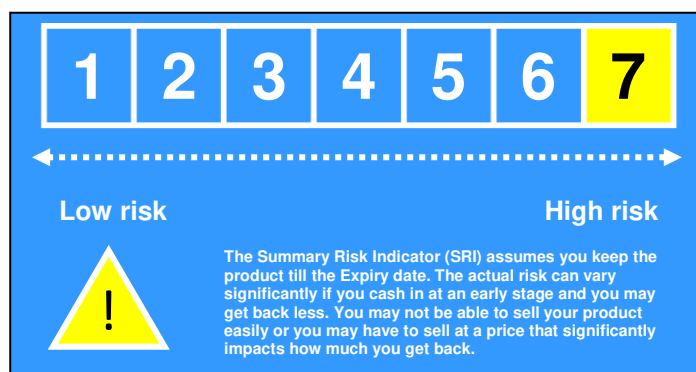 1 2 3 4 5 6 7
Low risk High risk
!
The Summary Risk Indicator (SRI) assumes you keep the
product till the Expiry date. The actual risk can vary
significantly if you cash in at an early stage and you may
get back less. You may not be able to sell your product
easily or you may have to sell at a price that significantly
impacts how much you get back.